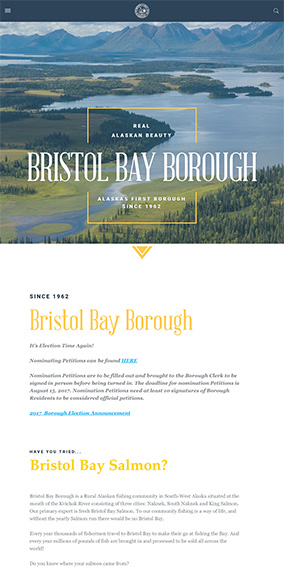 REAL
ALASKAN BEAUTY
BRISTOL BAY BOROUGH
ALASKAS FIRST BOROUGH
SINCE 1962
SINCE 1962
Bristol Bay Borough
It's Election Time Again!
Nominating Petitions can be found HERE
Nomination Petitions are to be filled out and brought to the Borough Clerk to be
signed in person before being turned in. The deadline for nomination Petitions is
August 15, 2017. Nomination Petitions need at least 10 signatures of Borough
Residents to be considered official petitions.
2017 Borough Election Announcement
HAVE YOU TRIED...
Bristol Bay Salmon?
Bristol Bay Borough is a Rural Alaskan fishing community in South-West Alaska situated at the
mouth of the Kvichak River consisting of three cities: Naknek, South Naknek and King Salmon.
Our primary export is fresh Bristol Bay Salmon. To our community fishing is a way of life, and
without the yearly Salmon run there would be no Bristol Bay.
Every year thousands of fishermen travel to Bristol Bay to make their go at fishing the Bay. And
every year millions of pounds of fish are brought in and processed to be sold all across the
world!
Do you know where your salmon came from?